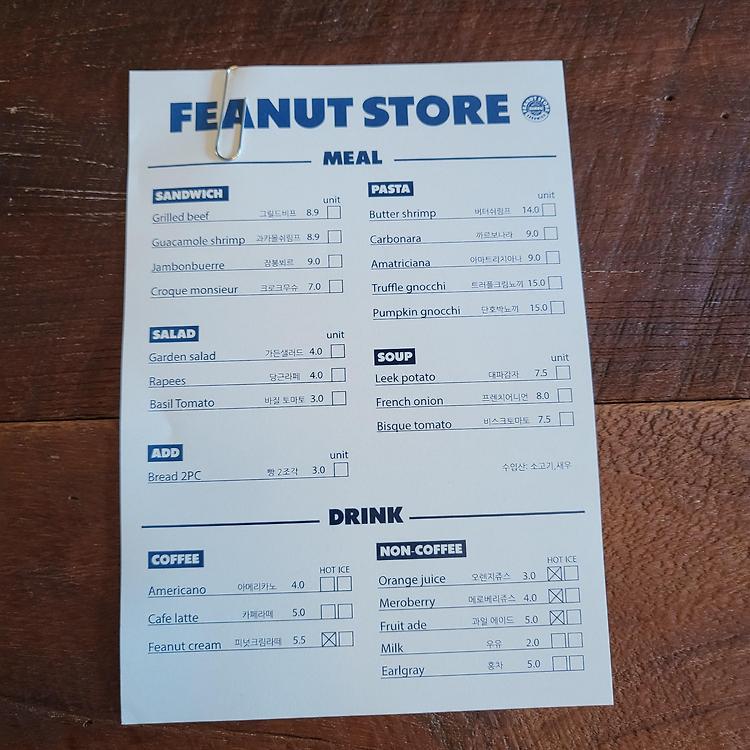 FEANUT STORE
MEAL
SANDWICH
unit
Grilled beef 그릴드비프 8.9
Guacamole shrimp 과카몰쉬림프 8.9
Jambonbuerre 잠봉뵈르 9.0
Croque monsieur 크로크무슈 7.0
SALAD
unit
Garden salad 가든샐러드 4.0
Rapees 당근라페 4.0
Basil Tomato 바질 토마토 3.0
ADD
unit
Bread 2PC 빵 2조각 3.0
PASTA
unit
Butter shrimp 버터쉬림프 14.0
Carbonara 까르보나라 9.0
Amatriciana 아마트리치아나 9.0
Truffle gnocchi 트러플크림뇨끼 15.0
Pumpkin gnocchi 단호박뇨끼 15.0
SOUP
unit
Leek potato 대파감자 7.5
French onion 프렌치어니언 8.0
Bisque tomato 비스크토마토 7.5
수입산: 소고기,새우
DRINK
COFFEE
HOT ICE
Americano 아메리카노 4.0
Cafe latte 카페라떼 5.0
Feanut cream 피넛크림라떼 5.5
NON-COFFEE
HOT ICE
Orange juice 오렌지쥬스 3.0
Meroberry 메로베리쥬스 4.0
Fruit ade 과일 에이드 5.0
Milk 우유 2.0
Earlgray 홍차 5.0